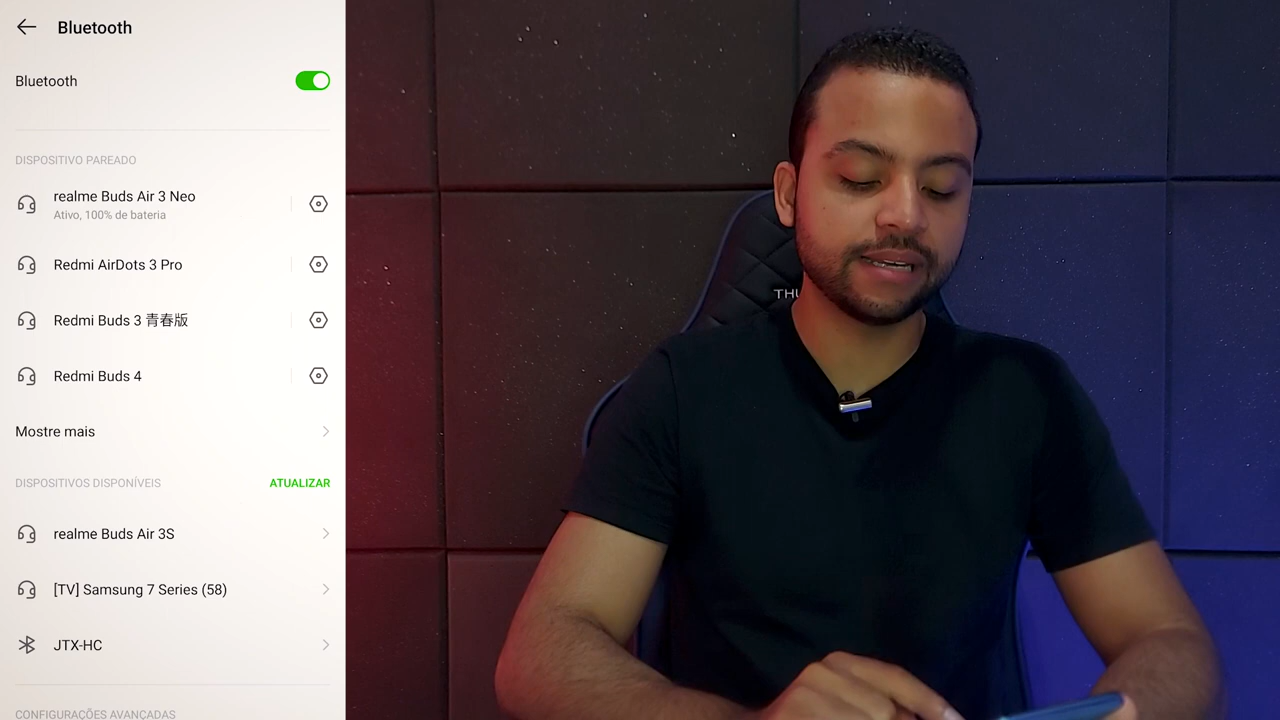 Bluetooth
Bluetooth
DISPOSITIVO PAREADO
realme Buds Air 3 Neo
Ativo, 100% de bateria
Redmi AirDots 3 Pro
Redmi Buds 3 青春版
Redmi Buds 4
Mostre mais
DISPOSITIVOS DISPONÍVEIS ATUALIZAR
realme Buds Air 3S
[TV] Samsung 7 Series (58)
JTX-HC
CONFIGURAÇÕES AVANÇADAS
THU